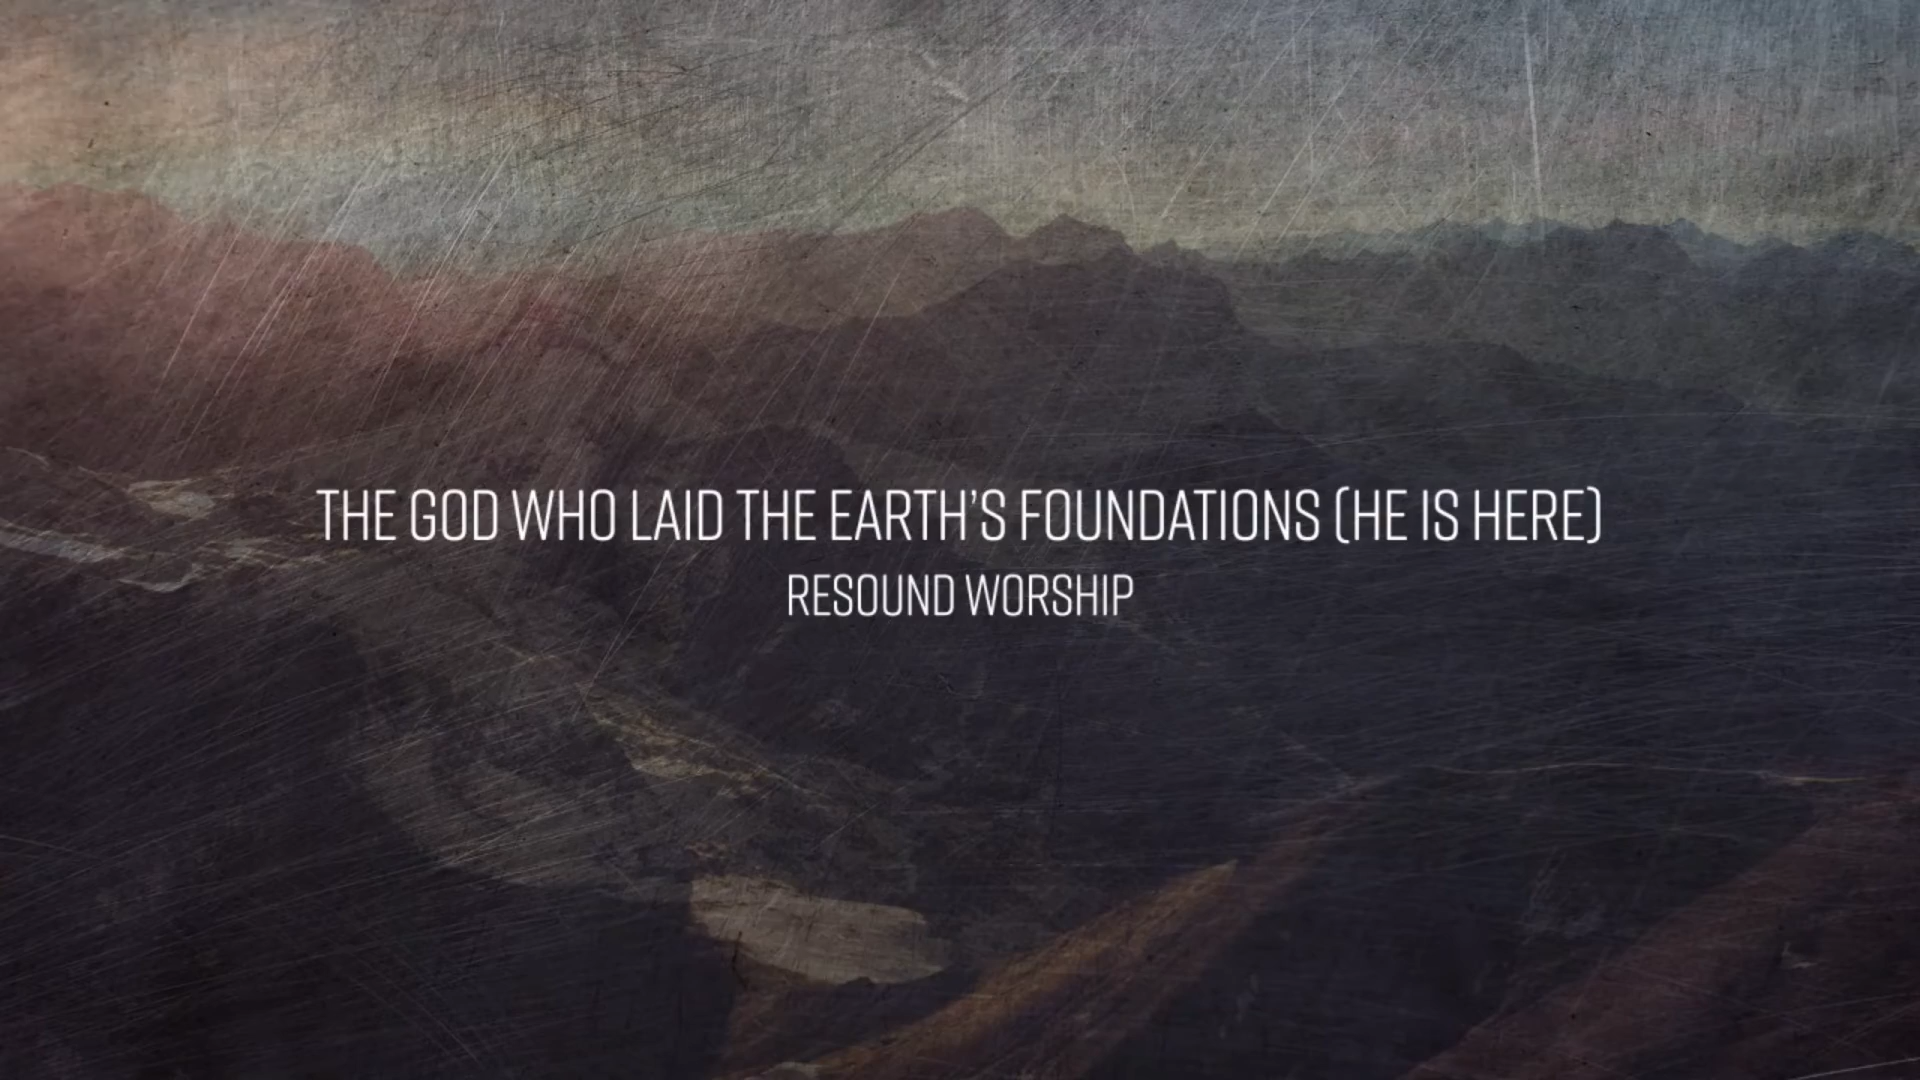 THE GOD WHO LAID THE EARTH'S FOUNDATIONS (HE IS HERE)
RESOUND WORSHIP